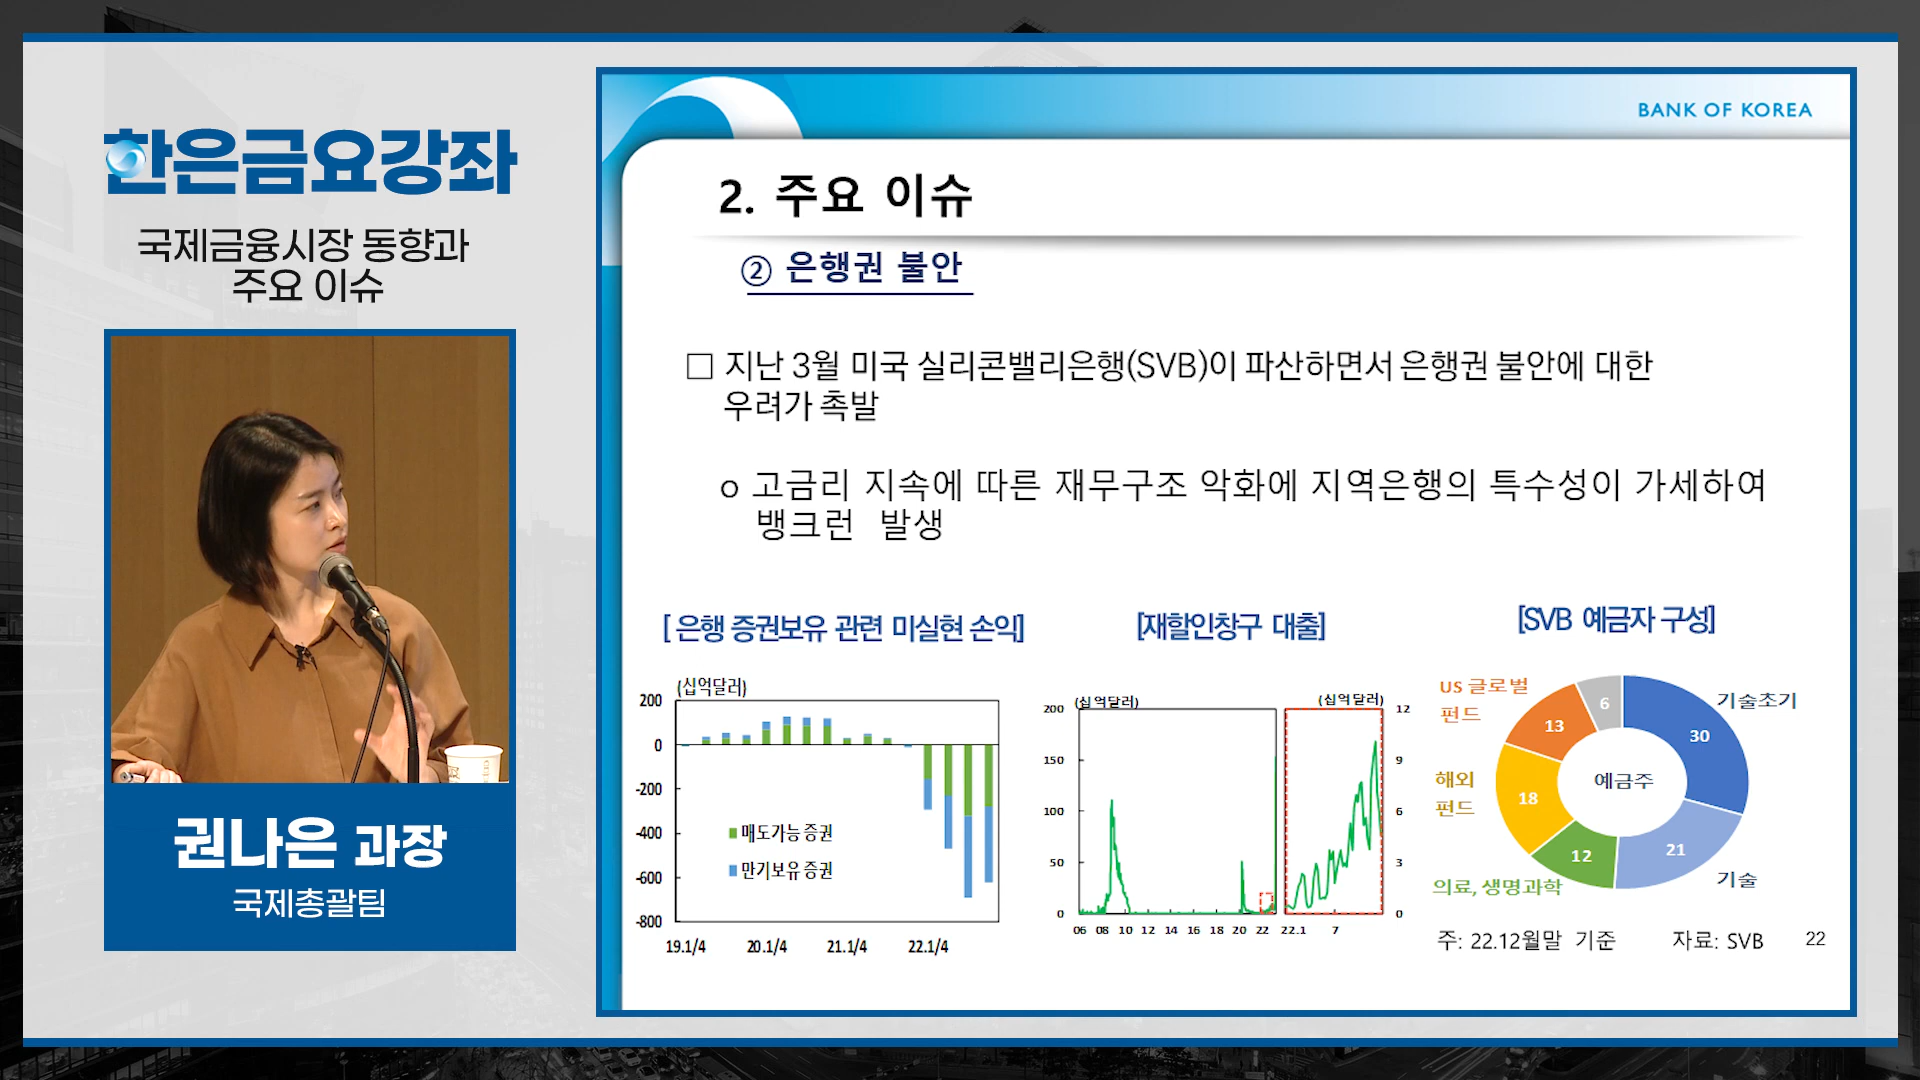 한은금요강좌
국제금융시장 동향과
주요 이슈
권나은 과장
국제총괄팀
BANK OF KOREA
2. 주요 이슈
② 은행권 불안
□ 지난 3월 미국 실리콘밸리은행(SVB)이 파산하면서 은행권 불안에 대한
우려가 촉발
o 고금리 지속에 따른 재무구조 악화에 지역은행의 특수성이 가세하여
뱅크런 발생
[은행 증권보유 관련 미실현 손익]
(십억달러)
200
0
-200
-400
-600
-800
매도가능증권
만기보유증권
19.1/4 20.1/4 21.1/4 22.1/4
[재할인창구 대출]
(십억달러) (십억달러)
200 12
150 9
100 6
50 3
0 0
06 08 10 12 14 16 18 20 22 22.1 7
[SVB 예금자 구성]
US 글로벌
펀드
6
기술초기
13
30
해외
펀드
18
예금주
12
21
의료, 생명과학
기술
주: 22.12월말 기준 자료: SVB 22